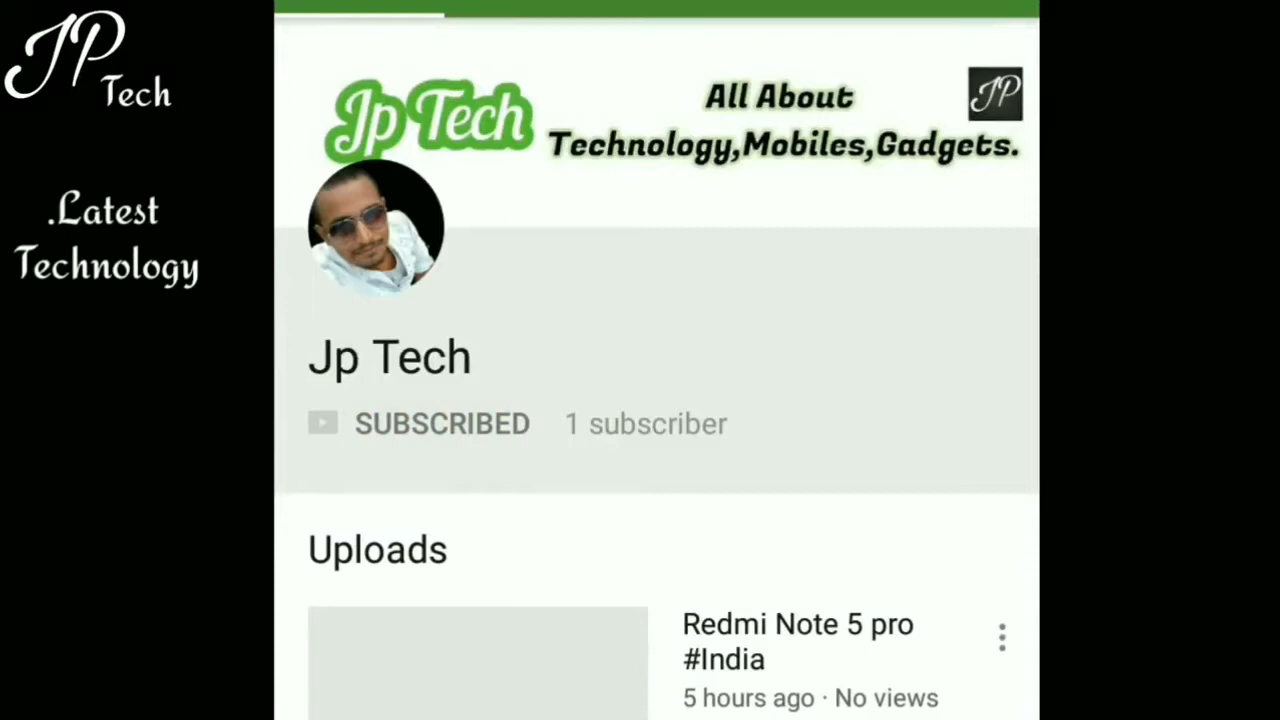 JP
Tech
.Latest
Technology
Jp Tech
All About
Technology,Mobiles,Gadgets.
JP
Jp Tech
SUBSCRIBED 1 subscriber
Uploads
Redmi Note 5 pro
#India
5 hours ago · No views